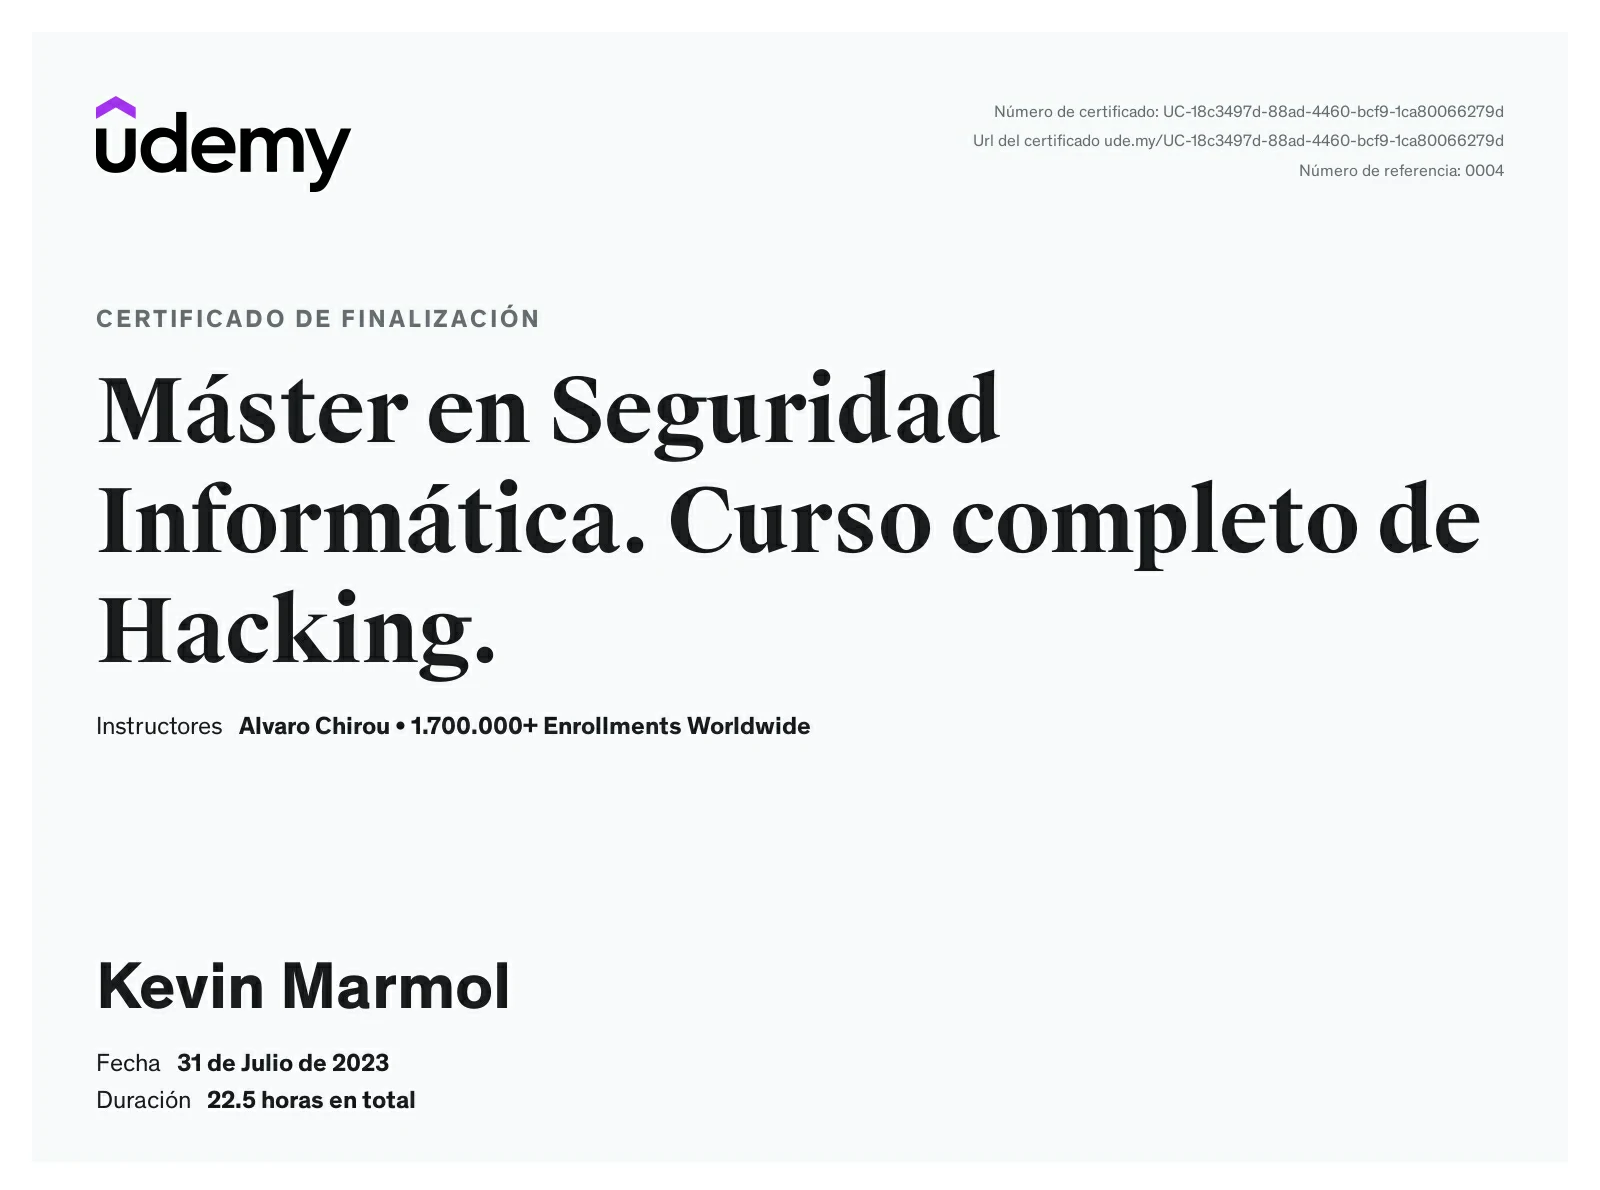 udemy
Número de certificado: UC-18c3497d-88ad-4460-bcf9-1ca80066279d
Url del certificado ude.my/UC-18c3497d-88ad-4460-bcf9-1ca80066279d
Número de referencia: 0004
CERTIFICADO DE FINALIZACIÓN
Máster en Seguridad
Informática. Curso completo de
Hacking.
Instructores Alvaro Chirou • 1.700.000+ Enrollments Worldwide
Kevin Marmol
Fecha 31 de Julio de 2023
Duración 22.5 horas en total